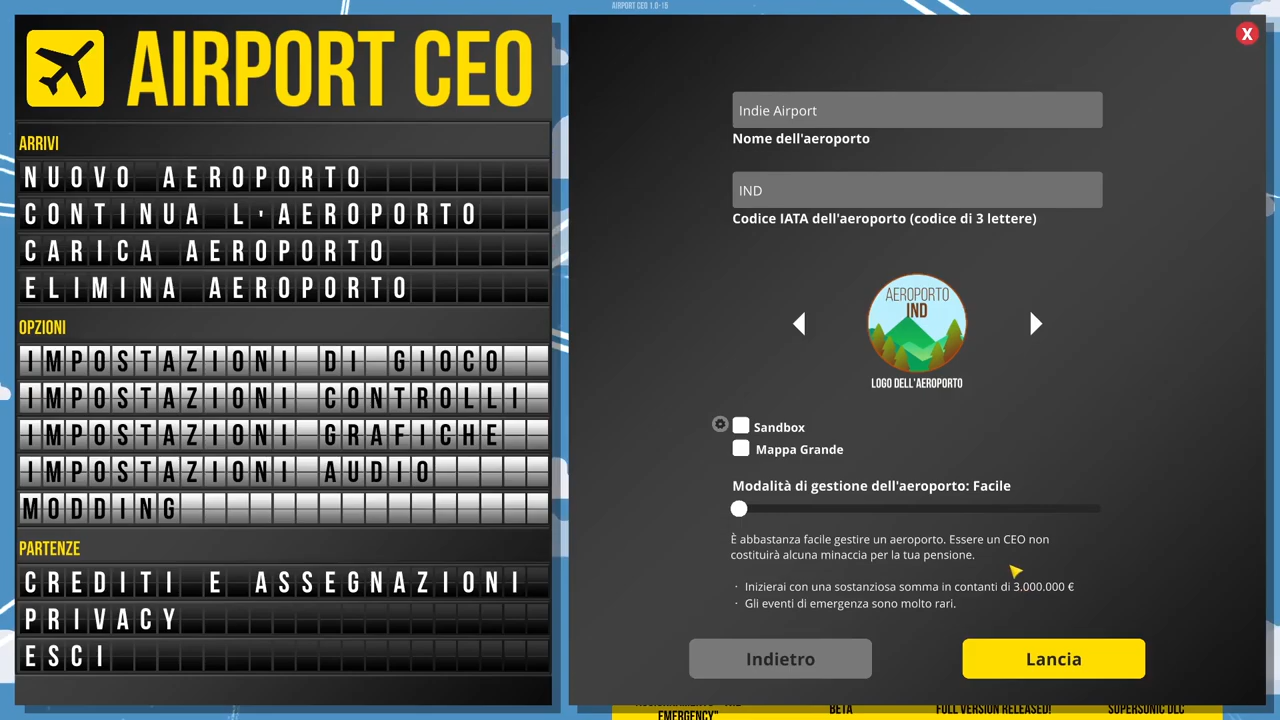 AIRPORT CEO 1.0-15
AIRPORT CEO
ARRIVI
NUOVO AEROPORTO
CONTINUA L'AEROPORTO
CARICA AEROPORTO
ELIMINA AEROPORTO
OPZIONI
IMPOSTAZIONI DI GIOCO
IMPOSTAZIONI CONTROLLI
IMPOSTAZIONI GRAFICHE
IMPOSTAZIONI AUDIO
MODDING
PARTENZE
CREDITI E ASSEGNAZIONI
PRIVACY
ESCI
X
Indie Airport
Nome dell'aeroporto
IND
Codice IATA dell'aeroporto (codice di 3 lettere)
AEROPORTO
IND
LOGO DELL'AEROPORTO
Sandbox
Mappa Grande
Modalità di gestione dell'aeroporto: Facile
È abbastanza facile gestire un aeroporto. Essere un CEO non
costituirà alcuna minaccia per la tua pensione.
· Inizierai con una sostanziosa somma in contanti di 3.000.000 €
· Gli eventi di emergenza sono molto rari.
Indietro
Lancia
EMERGENCY"
BETA
FULL VERSION RELEASED!
SUPERSONIC DLC